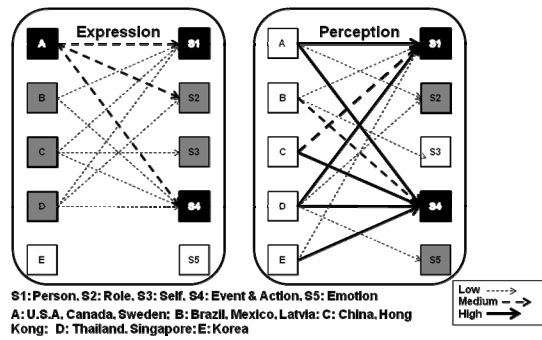 Expression Perception
A S1 A S1
B S2 B S2
C S3 C S3
D S4 D S4
E S5 E S5
S1: Person, S2: Role, S3: Self, S4: Event & Action, S5: Emotion
A: U.S.A, Canada, Sweden; B: Brazil, Mexico, Latvia: C: China, Hong
Kong: D: Thailand, Singapore: E: Korea
Low
Medium
High